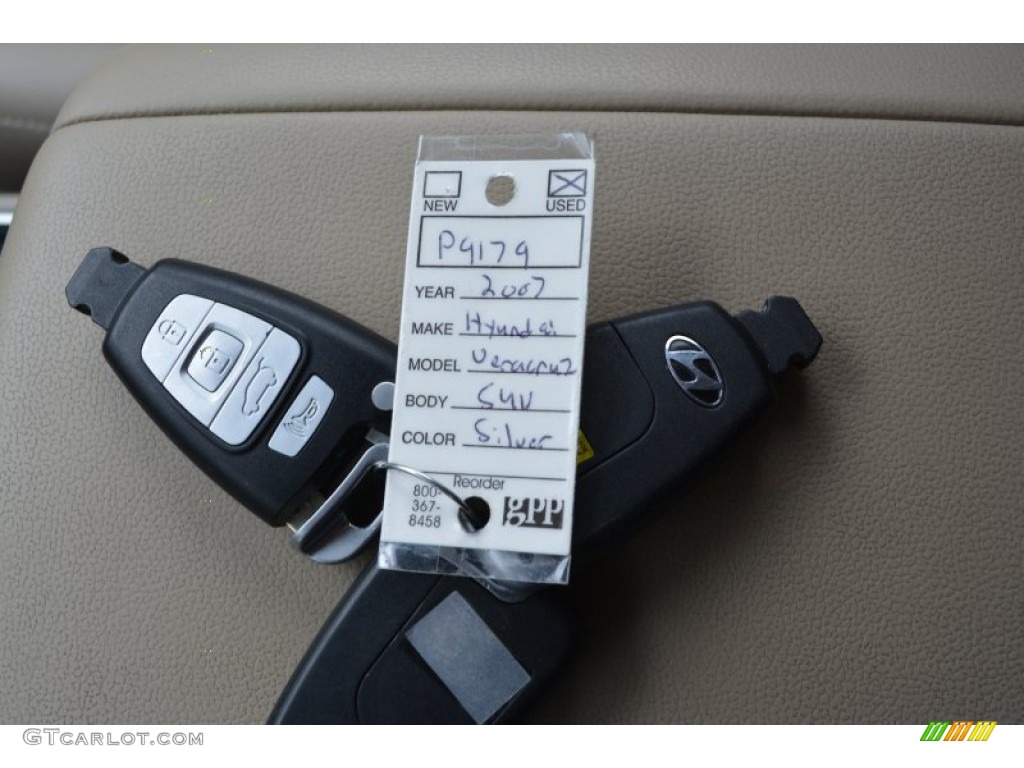 NEW USED
P9179
YEAR 2007
MAKE Hyundai
MODEL Veracruz
BODY SUV
COLOR Silver
Reorder
800-
367-
8458
gpp
GTCARLOT.COM